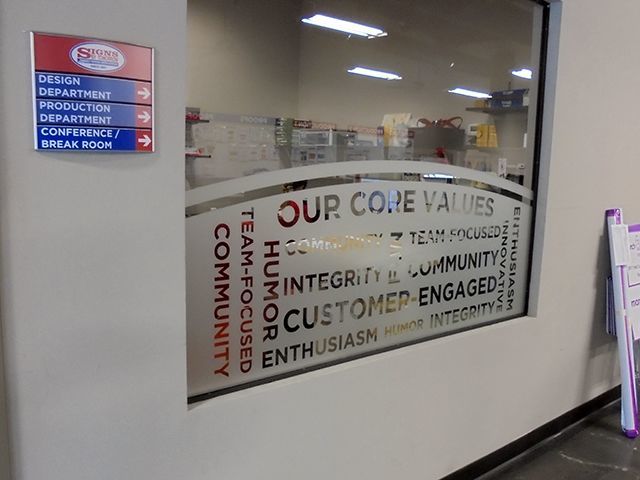 SIGNS
DESIGN
DEPARTMENT
PRODUCTION
DEPARTMENT
CONFERENCE/
BREAK ROOM
OUR CORE VALUES
COMMUNITY
TEAM-FOCUSED
HUMOR
COMMUNITY
TEAM-FOCUSED
INTEGRITY
COMMUNITY
CUSTOMER-ENGAGED
ENTHUSIASM
HUMOR
INTEGRITY
INNOVATIVE
ENTHUSIASM